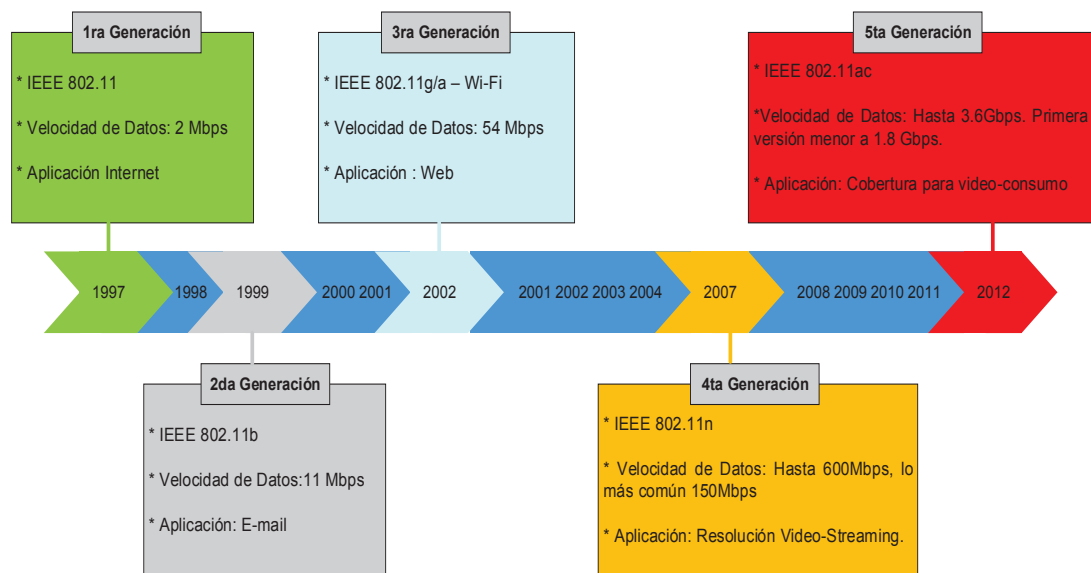 1ra Generación
* IEEE 802.11
* Velocidad de Datos: 2 Mbps
* Aplicación Internet
3ra Generación
* IEEE 802.11g/a – Wi-Fi
* Velocidad de Datos: 54 Mbps
* Aplicación : Web
5ta Generación
* IEEE 802.11ac
*Velocidad de Datos: Hasta 3.6Gbps. Primera
versión menor a 1.8 Gbps.
* Aplicación: Cobertura para video-consumo
1997
1998
1999
2000 2001
2002
2001 2002 2003 2004
2007
2008 2009 2010 2011
2012
2da Generación
* IEEE 802.11b
* Velocidad de Datos:11 Mbps
* Aplicación: E-mail
4ta Generación
* IEEE 802.11n
* Velocidad de Datos: Hasta 600Mbps, lo
más común 150Mbps
* Aplicación: Resolución Video-Streaming.